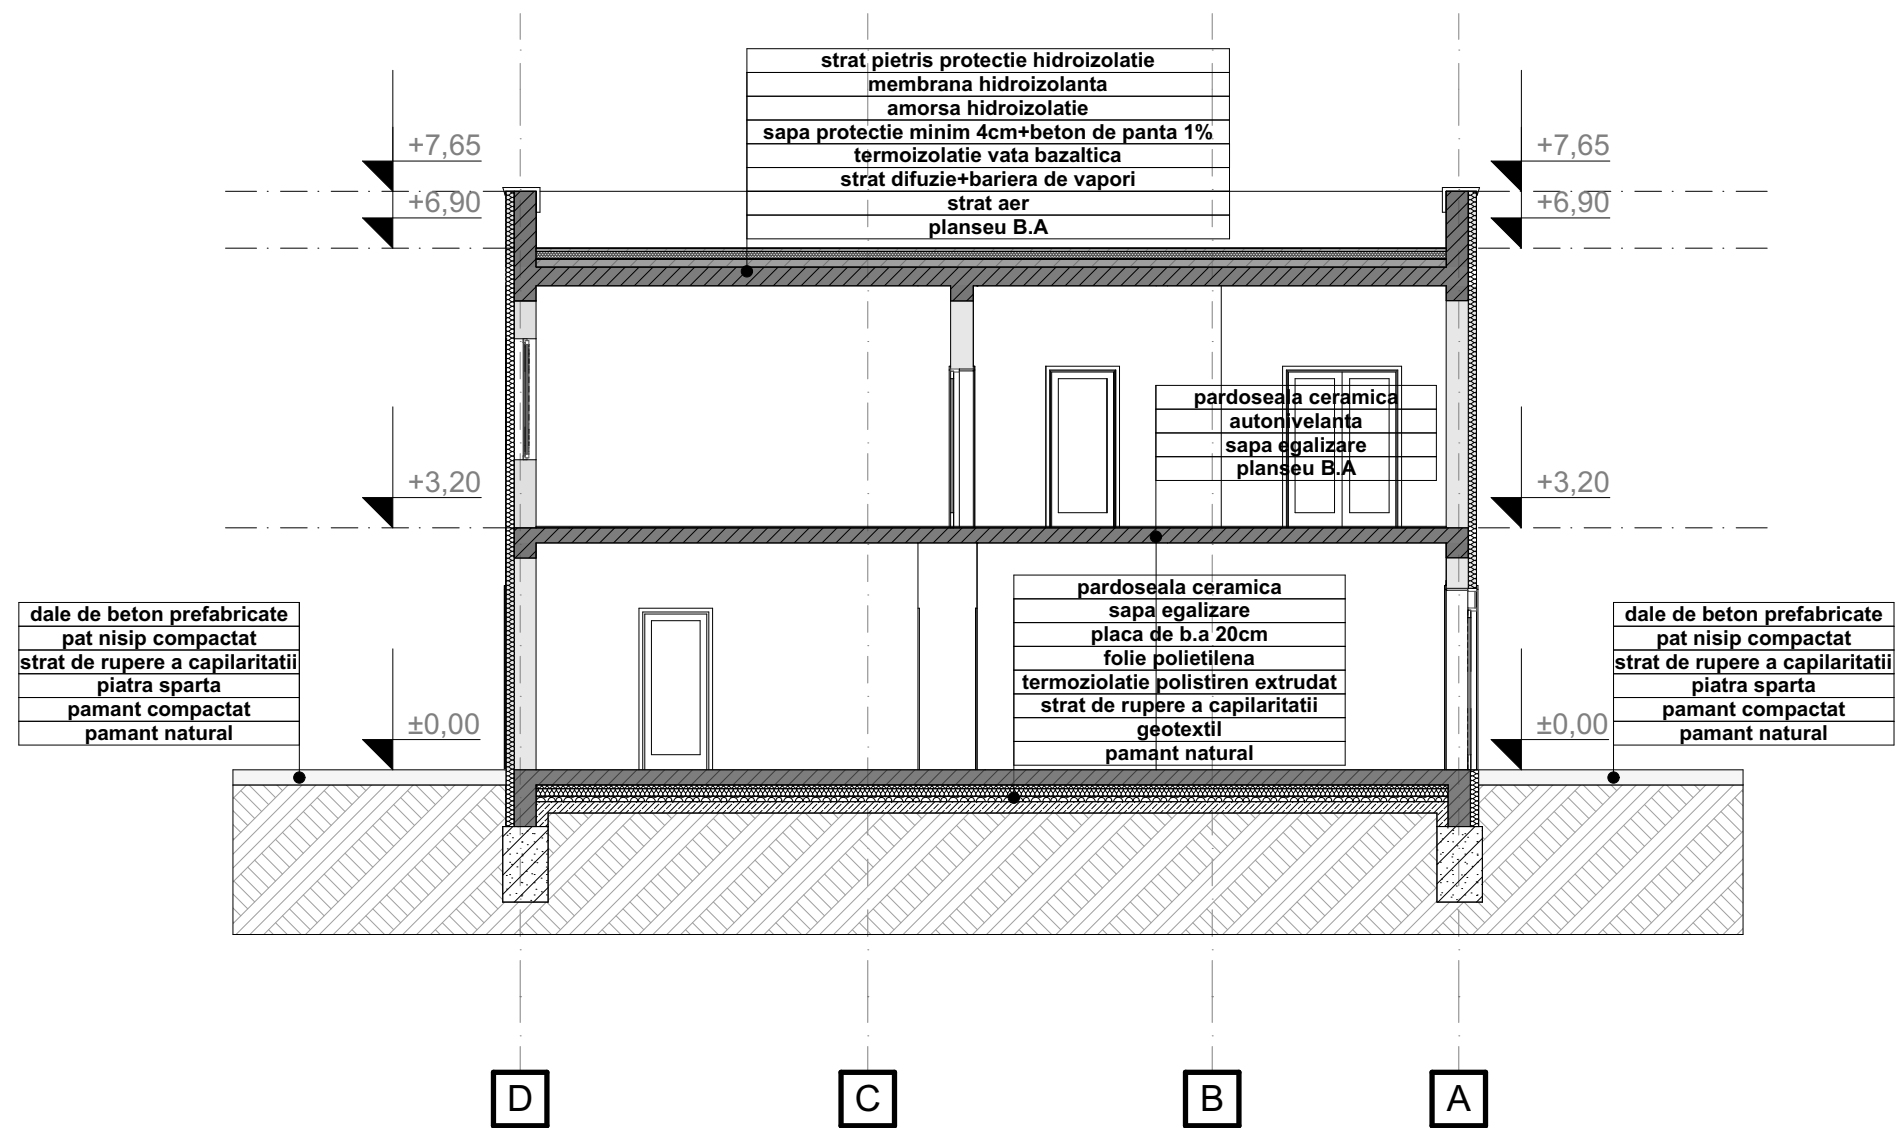 strat pietris protectie hidroizolatie
membrana hidroizolanta
amorsa hidroizolatie
sapa protectie minim 4cm+beton de panta 1%
termoizolatie vata bazaltica
strat difuzie+bariera de vapori
strat aer
planseu B.A
+7,65
+6,90
+7,65
+6,90
pardoseala ceramica
autonivelanta
sapa egalizare
planseu B.A
+3,20
+3,20
dale de beton prefabricate
pat nisip compactat
strat de rupere a capilaritatii
piatra sparta
pamant compactat
pamant natural
±0,00
pardoseala ceramica
sapa egalizare
placa de b.a 20cm
folie polietilena
termoziolatie polistiren extrudat
strat de rupere a capilaritatii
geotextil
pamant natural
±0,00
dale de beton prefabricate
pat nisip compactat
strat de rupere a capilaritatii
piatra sparta
pamant compactat
pamant natural
D
C
B
A